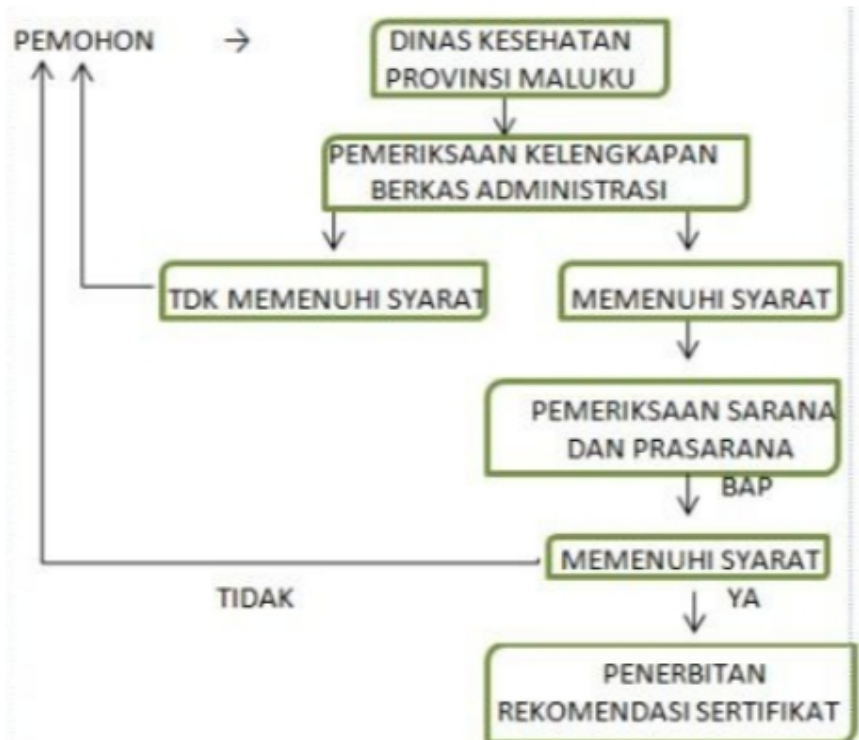 PEMOHON → DINAS KESEHATAN
PROVINSI MALUKU
PEMERIKSAAN KELENGKAPAN
BERKAS ADMINISTRASI
TDK MEMENUHI SYARAT
MEMENUHI SYARAT
PEMERIKSAAN SARANA
DAN PRASARANA
BAP
MEMENUHI SYARAT
TIDAK
YA
PENERBITAN
REKOMENDASI SERTIFIKAT